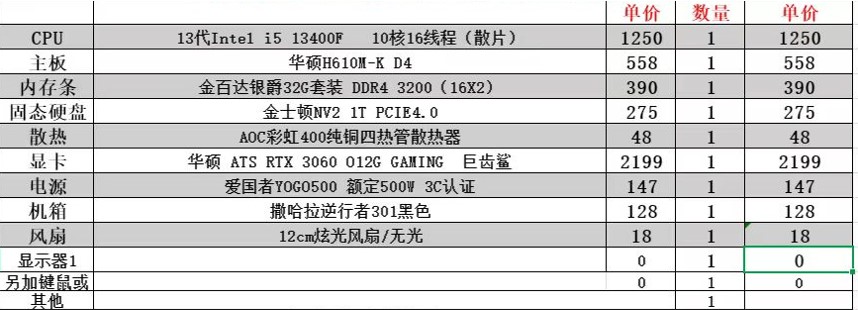 单价 数量 单价
CPU 13代Intel i5 13400F 10核16线程（散片） 1250 1 1250
主板 华硕H610M-K D4 558 1 558
内存条 金百达银爵32G套装 DDR4 3200（16X2） 390 1 390
固态硬盘 金士顿NV2 1T PCIE4.0 275 1 275
散热 AOC彩虹400纯铜四热管散热器 48 1 48
显卡 华硕 ATS RTX 3060 O12G GAMING 巨齿鲨 2199 1 2199
电源 爱国者YOGO500 额定500W 3C认证 147 1 147
机箱 撒哈拉逆行者301黑色 128 1 128
风扇 12cm炫光风扇/无光 18 1 18
显示器1 0 1 0
另加键鼠或 0 1 0
其他 1